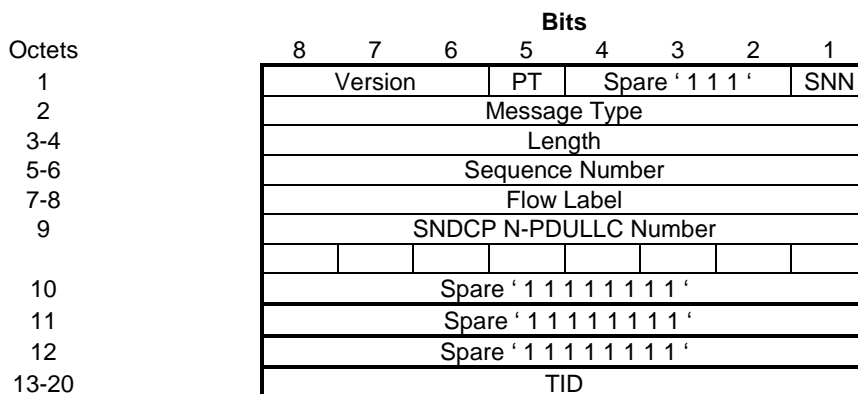 Bits
Octets 8 7 6 5 4 3 2 1
1 Version PT Spare ‘ 1 1 1 ‘ SNN
2 Message Type
3-4 Length
5-6 Sequence Number
7-8 Flow Label
9 SNDCP N-PDULLC Number
10 Spare ‘ 1 1 1 1 1 1 1 1 ‘
11 Spare ‘ 1 1 1 1 1 1 1 1 ‘
12 Spare ‘ 1 1 1 1 1 1 1 1 ‘
13-20 TID